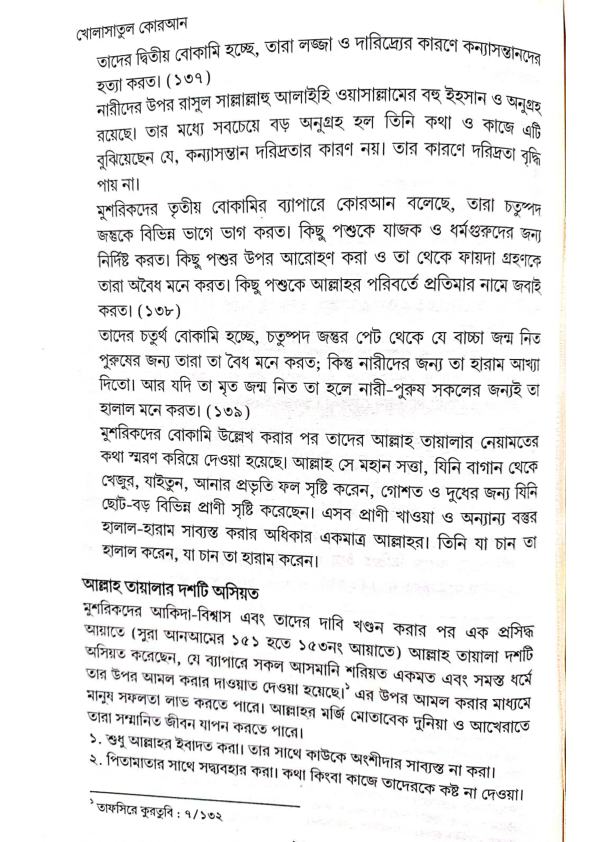 খোলাসাতুল কোরআন
তাদের দ্বিতীয় বোকামি হচ্ছে, তারা লজ্জা ও দারিদ্র্যের কারণে কন্যাসন্তানদের
হত্যা করত। (১৩৭)
নারীদের উপর রাসুল সাল্লাল্লাহু আলাইহি ওয়াসাল্লামের বহু ইহসান ও অনুগ্রহ
রয়েছে। তার মধ্যে সবচেয়ে বড় অনুগ্রহ হল তিনি কথা ও কাজে এটি
বুঝিয়েছেন যে, কন্যাসন্তান দরিদ্রতার কারণ নয়। তার কারণে দরিদ্রতা বৃদ্ধি
পায় না।
মুশরিকদের তৃতীয় বোকামির ব্যাপারে কোরআন বলেছে, তারা চতুষ্পদ
জন্তুকে বিভিন্ন ভাগে ভাগ করত। কিছু পশুকে যাজক ও ধর্মগুরুদের জন্য
নির্দিষ্ট করত। কিছু পশুর উপর আরোহণ করা ও তা থেকে ফায়দা গ্রহণকে
তারা অবৈধ মনে করত। কিছু পশুকে আল্লাহর পরিবর্তে প্রতিমার নামে জবাই
করত। (১৩৮)
তাদের চতুর্থ বোকামি হচ্ছে, চতুষ্পদ জন্তুর পেট থেকে যে বাচ্চা জন্ম নিত
পুরুষের জন্য তারা তা বৈধ মনে করত; কিন্তু নারীদের জন্য তা হারাম আখ্যা
দিতো। আর যদি তা মৃত জন্ম নিত তা হলে নারী-পুরুষ সকলের জন্যই তা
হালাল মনে করত। (১৩৯)
মুশরিকদের বোকামি উল্লেখ করার পর তাদের আল্লাহ তায়ালার নেয়ামতের
কথা স্মরণ করিয়ে দেওয়া হয়েছে। আল্লাহ সে মহান সত্তা, যিনি বাগান থেকে
খেজুর, যাইতুন, আনার প্রভৃতি ফল সৃষ্টি করেন, গোশত ও দুধের জন্য যিনি
ছোট-বড় বিভিন্ন প্রাণী সৃষ্টি করেছেন। এসব প্রাণী খাওয়া ও অন্যান্য বস্তুর
হালাল-হারাম সাব্যস্ত করার অধিকার একমাত্র আল্লাহর। তিনি যা চান তা
হালাল করেন, যা চান তা হারাম করেন।
আল্লাহ তায়ালার দশটি অসিয়ত
মুশরিকদের আকিদা-বিশ্বাস এবং তাদের দাবি খণ্ডন করার পর এক প্রসিদ্ধ
আয়াতে (সুরা আনআমের ১৫১ হতে ১৫৩নং আয়াতে) আল্লাহ তায়ালা দশটি
অসিয়ত করেছেন, যে ব্যাপারে সকল আসমানি শরিয়ত একমত এবং সমস্ত ধর্মে
তার উপর আমল করার দাওয়াত দেওয়া হয়েছে।১ এর উপর আমল করার মাধ্যমে
মানুষ সফলতা লাভ করতে পারে। আল্লাহর মর্জি মোতাবেক দুনিয়া ও আখেরাতে
তারা সম্মানিত জীবন যাপন করতে পারে।
১. শুধু আল্লাহর ইবাদত করা। তার সাথে কাউকে অংশীদার সাব্যস্ত না করা।
২. পিতামাতার সাথে সদ্ব্যবহার করা। কথা কিংবা কাজে তাদেরকে কষ্ট না দেওয়া।
১ তাফসিরে কুরতুবি : ৭/১৩২